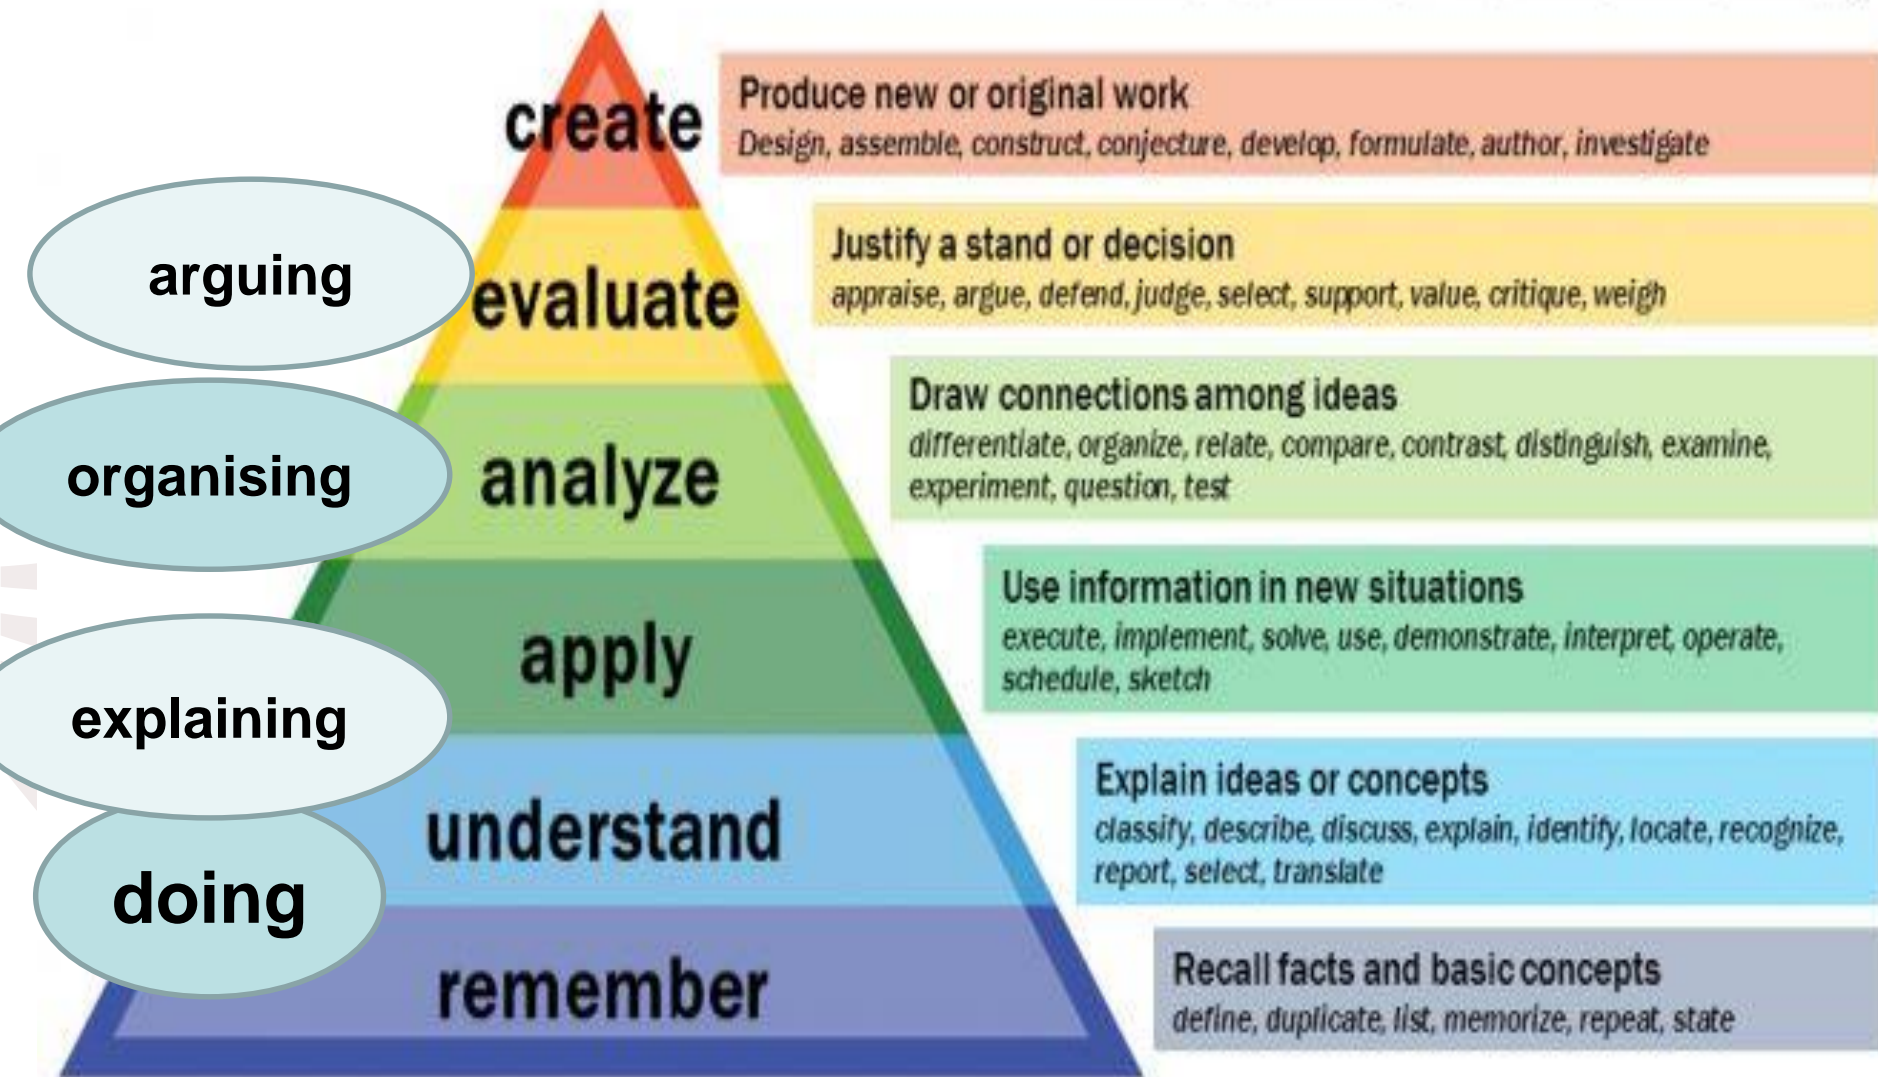 create
Produce new or original work
Design, assemble, construct, conjecture, develop, formulate, author, investigate
arguing
evaluate
Justify a stand or decision
appraise, argue, defend, judge, select, support, value, critique, weigh
organising
analyze
Draw connections among ideas
differentiate, organize, relate, compare, contrast, distinguish, examine,
experiment, question, test
explaining
apply
Use information in new situations
execute, implement, solve, use, demonstrate, interpret, operate,
schedule, sketch
doing
understand
Explain ideas or concepts
classify, describe, discuss, explain, identify, locate, recognize,
report, select, translate
remember
Recall facts and basic concepts
define, duplicate, list, memorize, repeat, state